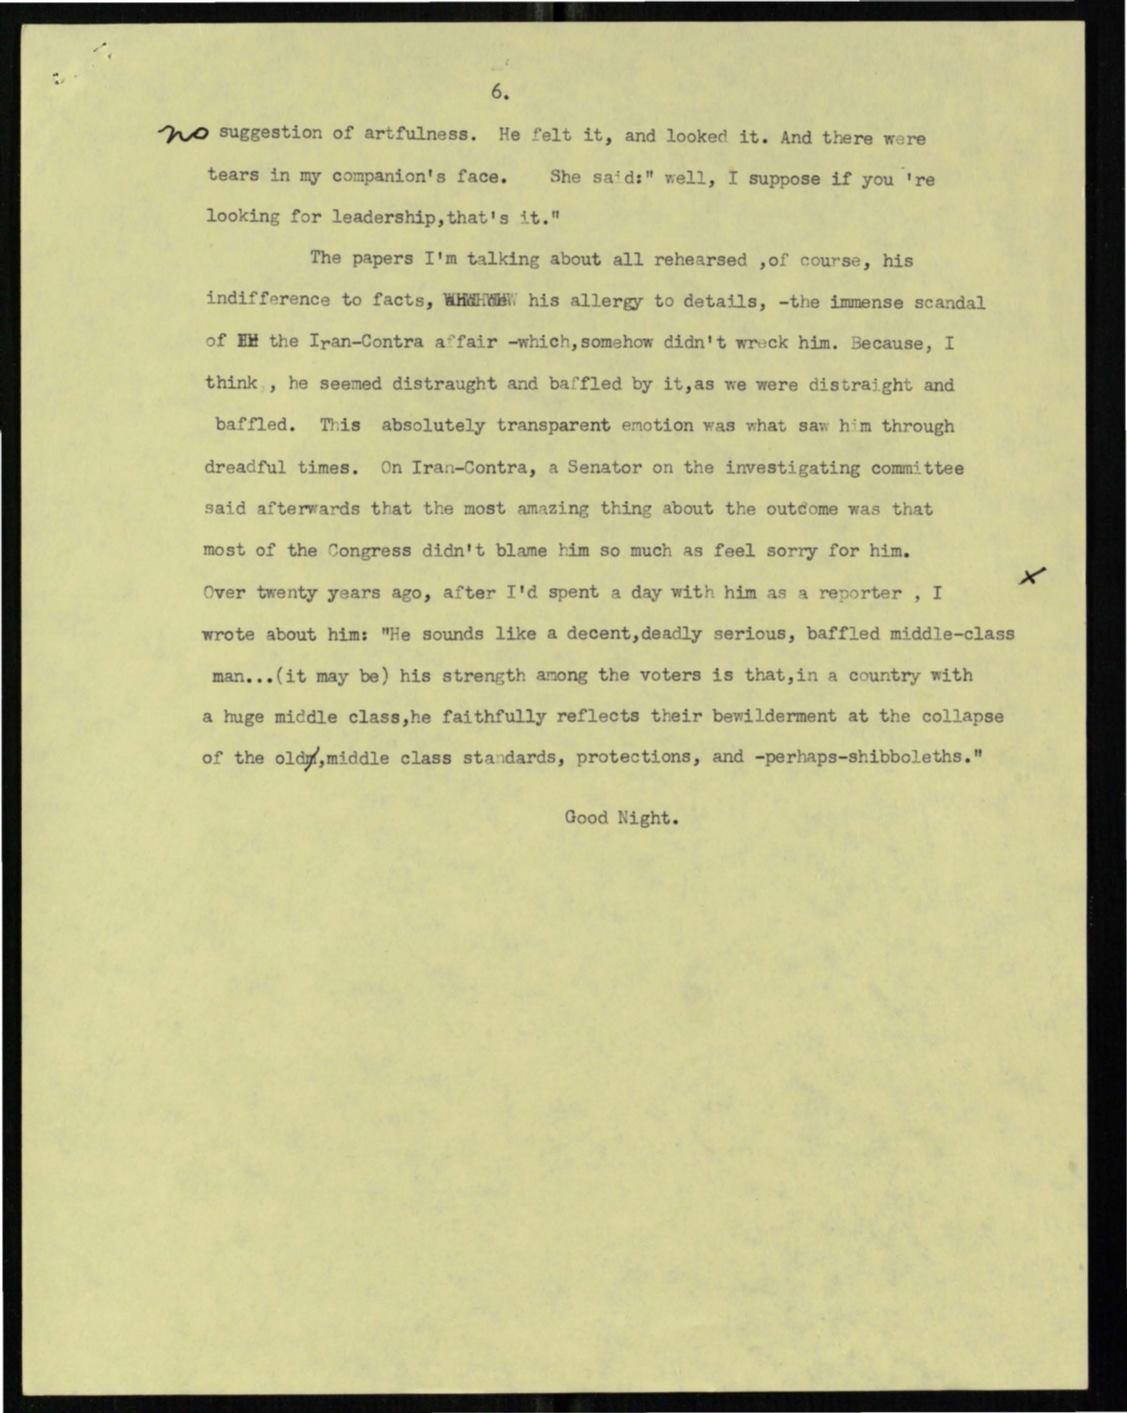 6.
no suggestion of artfulness. He felt it, and looked it. And there were
tears in my companion's face. She said:" well, I suppose if you 're
looking for leadership,that's it."
The papers I'm talking about all rehearsed ,of course, his
indifference to facts, his allergy to details, -the immense scandal
of the Iran-Contra affair -which,somehow didn't wreck him. Because, I
think , he seemed distraught and baffled by it,as we were distraight and
baffled. This absolutely transparent emotion was what saw him through
dreadful times. On Iran-Contra, a Senator on the investigating committee
said afterwards that the most amazing thing about the outcome was that
most of the Congress didn't blame him so much as feel sorry for him.
x
Over twenty years ago, after I'd spent a day with him as a reporter , I
wrote about him: "He sounds like a decent,deadly serious, baffled middle-class
man...(it may be) his strength among the voters is that,in a country with
a huge middle class,he faithfully reflects their bewilderment at the collapse
of the old,middle class standards, protections, and -perhaps-shibboleths."
Good Night.